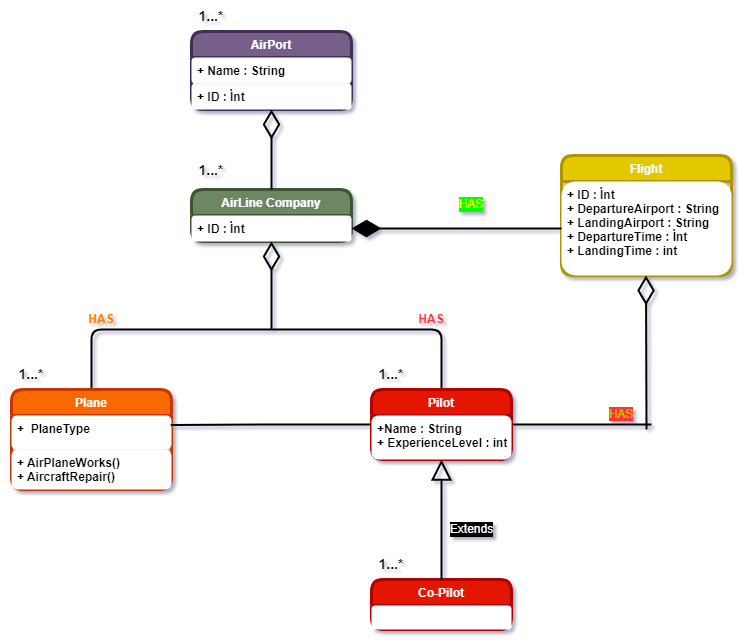 1...*
AirPort
+ Name : String
+ ID : İnt
1...*
AirLine Company
+ ID : İnt
HAS
Flight
+ ID : İnt
+ DepartureAirport : String
+ LandingAirport : String
+ DepartureTime : İnt
+ LandingTime : int
HAS
HAS
1...*
Plane
+ PlaneType
+ AirPlaneWorks()
+ AircraftRepair()
1...*
Pilot
+Name : String
+ ExperienceLevel : int
HAS
Extends
1...*
Co-Pilot